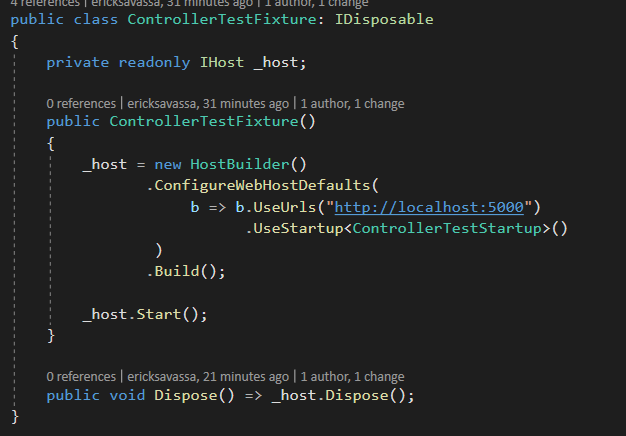 4 references | ericksavassa, 31 minutes ago | 1 author, 1 change
public class ControllerTestFixture: IDisposable
{
private readonly IHost _host;
0 references | ericksavassa, 31 minutes ago | 1 author, 1 change
public ControllerTestFixture()
{
_host = new HostBuilder()
.ConfigureWebHostDefaults(
b => b.UseUrls("http://localhost:5000")
.UseStartup<ControllerTestStartup>()
)
.Build();
_host.Start();
}
0 references | ericksavassa, 21 minutes ago | 1 author, 1 change
public void Dispose() => _host.Dispose();
}